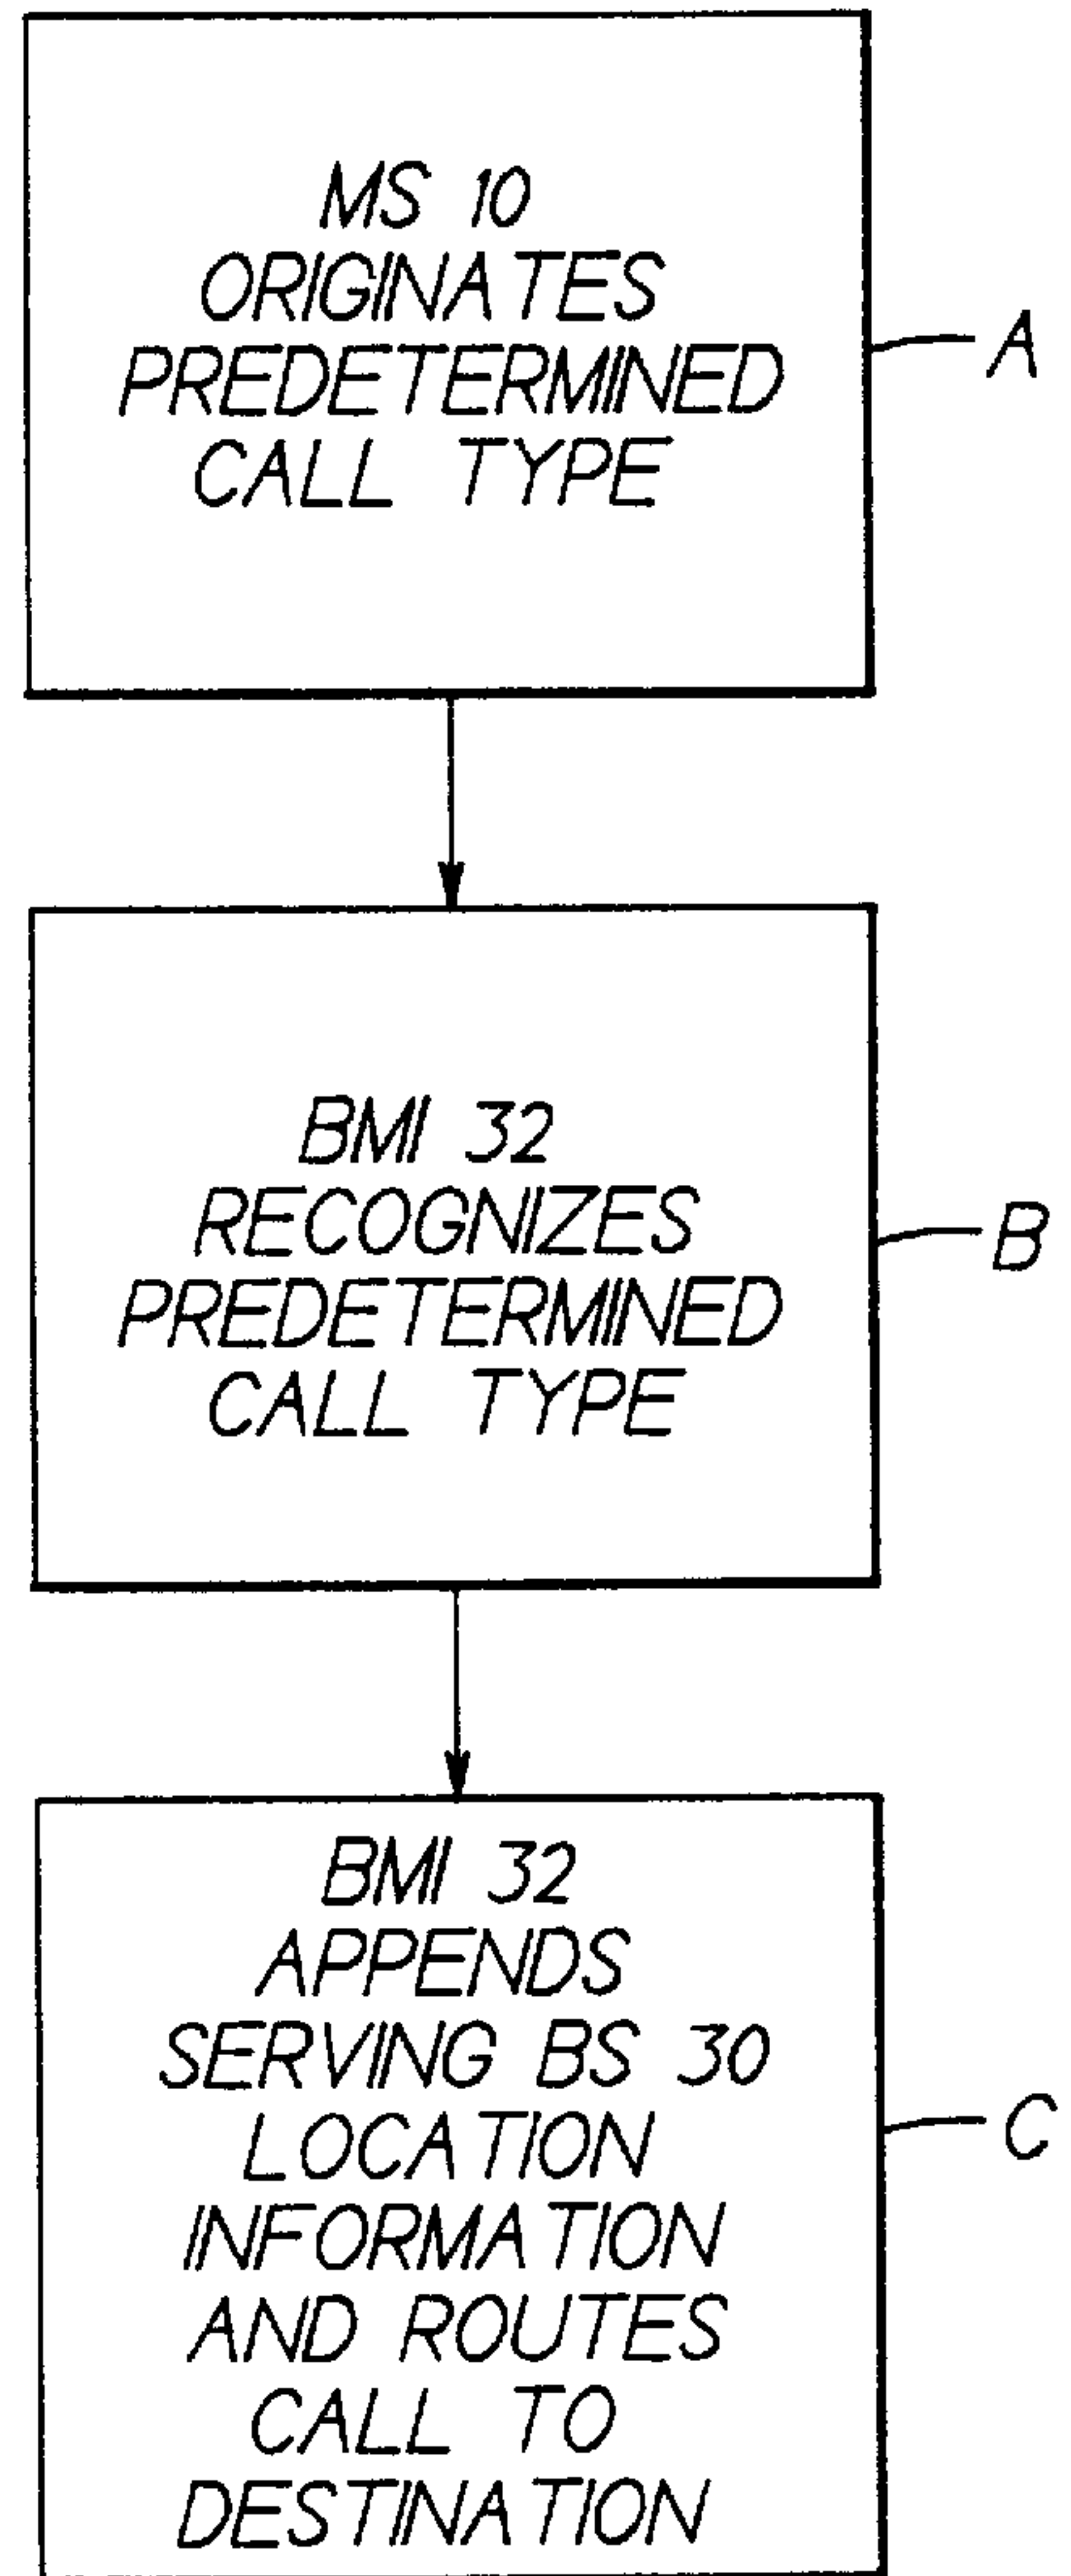 MS 10
ORIGINATES
PREDETERMINED
CALL TYPE
A
BMI 32
RECOGNIZES
PREDETERMINED
CALL TYPE
B
BMI 32
APPENDS
SERVING BS 30
LOCATION
INFORMATION
AND ROUTES
CALL TO
DESTINATION
C